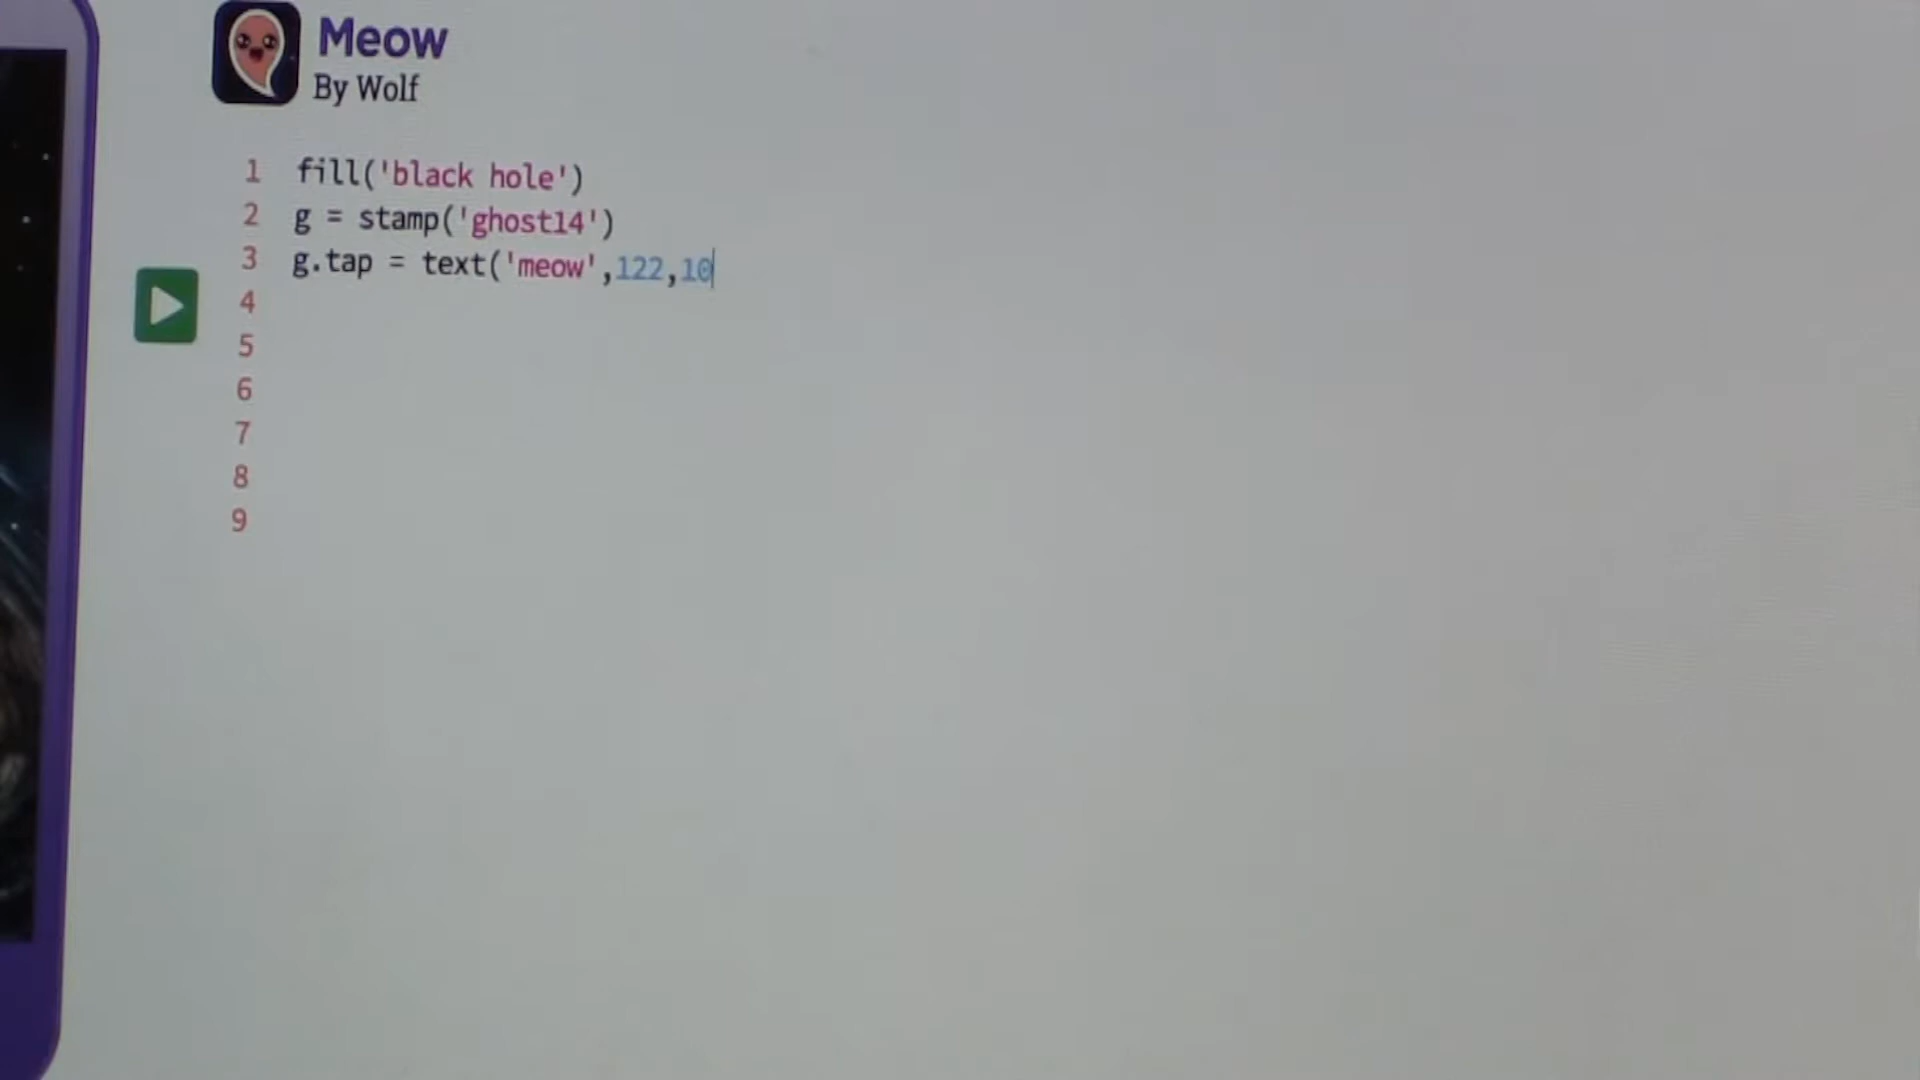 Meow
By Wolf
1 fill('black hole')
2 g = stamp('ghost14')
3 g.tap = text('meow',122,10
4
5
6
7
8
9